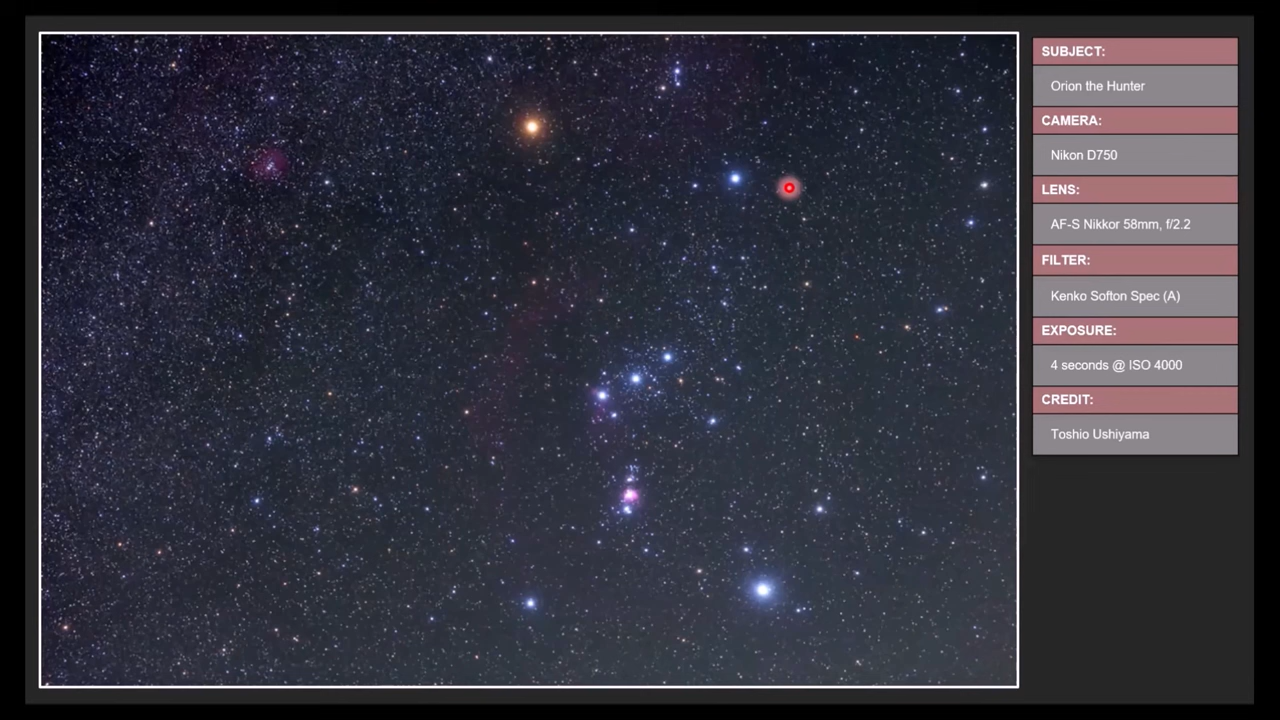 SUBJECT:
Orion the Hunter
CAMERA:
Nikon D750
LENS:
AF-S Nikkor 58mm, f/2.2
FILTER:
Kenko Softon Spec (A)
EXPOSURE:
4 seconds @ ISO 4000
CREDIT:
Toshio Ushiyama